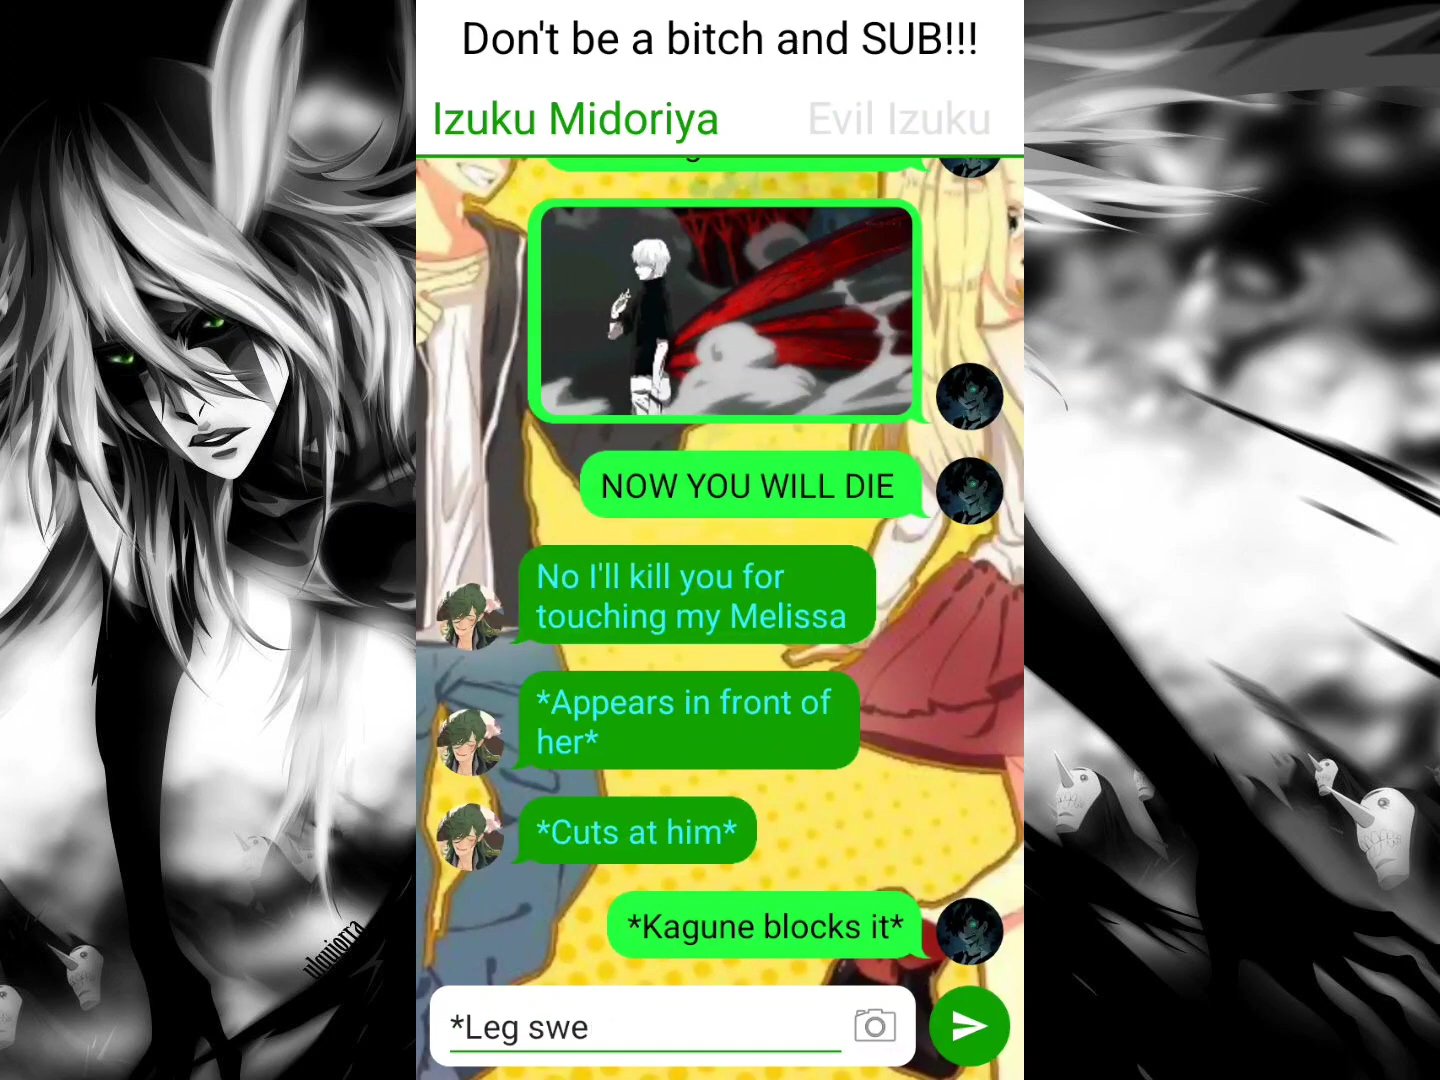 Don't be a bitch and SUB!!!
Izuku Midoriya
Evil Izuku
NOW YOU WILL DIE
No I'll kill you for
touching my Melissa
*Appears in front of
her*
*Cuts at him*
*Kagune blocks it*
*Leg swe
ulquiorra